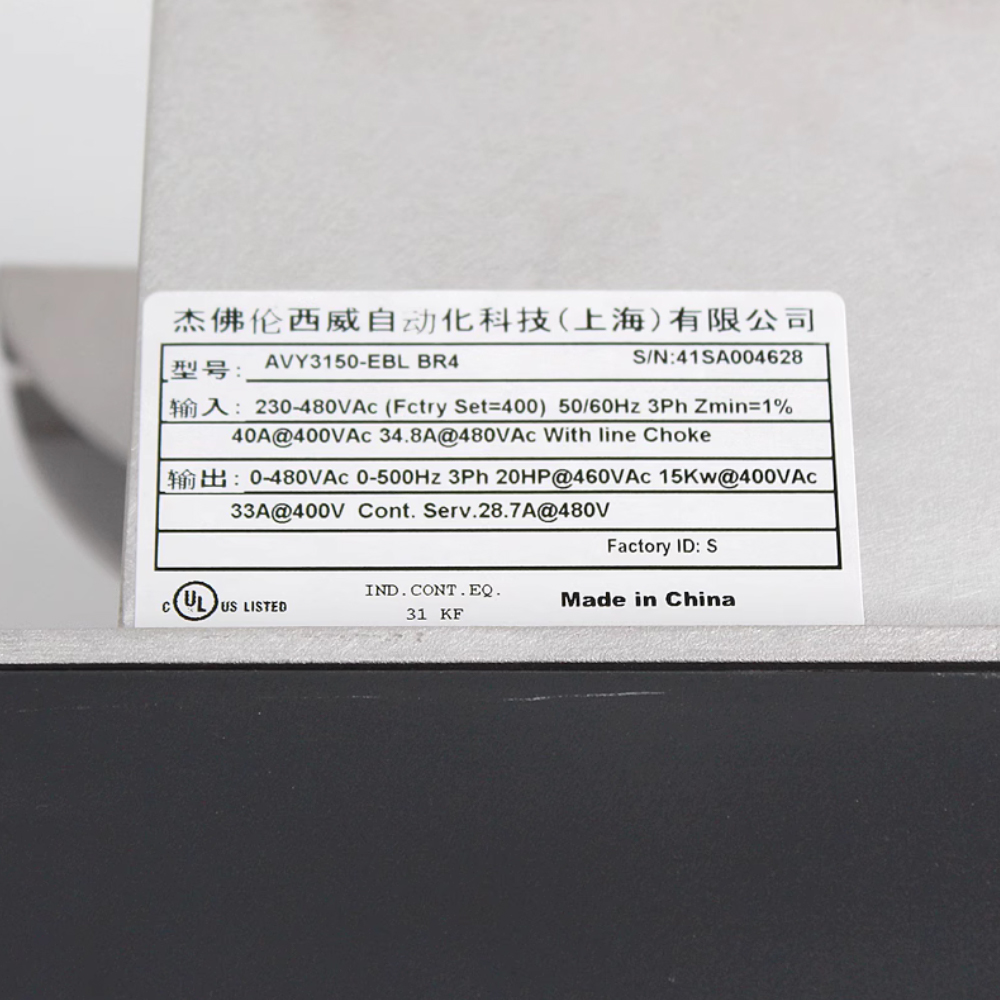 杰佛伦西威自动化科技(上海)有限公司
型号: AVY3150-EBL BR4 S/N:41SA004628
输入: 230-480VAc (Fctry Set=400) 50/60Hz 3Ph Zmin=1%
40A@400VAc 34.8A@480VAc With line Choke
输出: 0-480VAc 0-500Hz 3Ph 20HP@460VAc 15Kw@400VAc
33A@400V Cont. Serv.28.7A@480V
Factory ID: S
C UL US LISTED IND.CONT.EQ. Made in China
31 KF